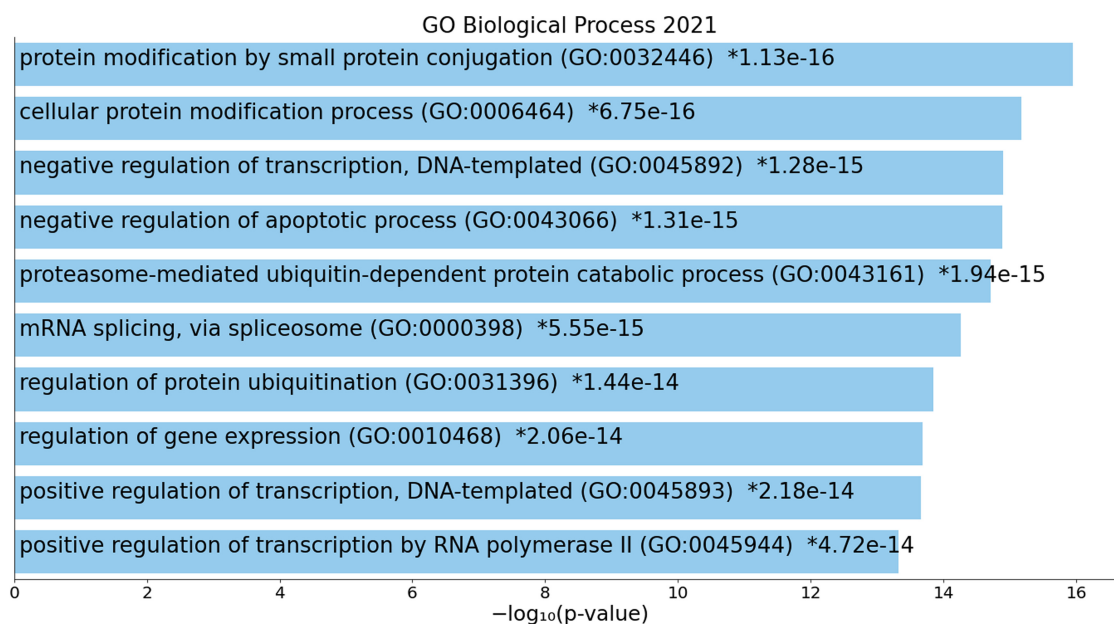 GO Biological Process 2021
protein modification by small protein conjugation (GO:0032446)  *1.13e-16
cellular protein modification process (GO:0006464)  *6.75e-16
negative regulation of transcription, DNA-templated (GO:0045892)  *1.28e-15
negative regulation of apoptotic process (GO:0043066)  *1.31e-15
proteasome-mediated ubiquitin-dependent protein catabolic process (GO:0043161)  *1.94e-15
mRNA splicing, via spliceosome (GO:0000398)  *5.55e-15
regulation of protein ubiquitination (GO:0031396)  *1.44e-14
regulation of gene expression (GO:0010468)  *2.06e-14
positive regulation of transcription, DNA-templated (GO:0045893)  *2.18e-14
positive regulation of transcription by RNA polymerase II (GO:0045944)  *4.72e-14
0 2 4 6 8 10 12 14 16
−log₁₀(p-value)